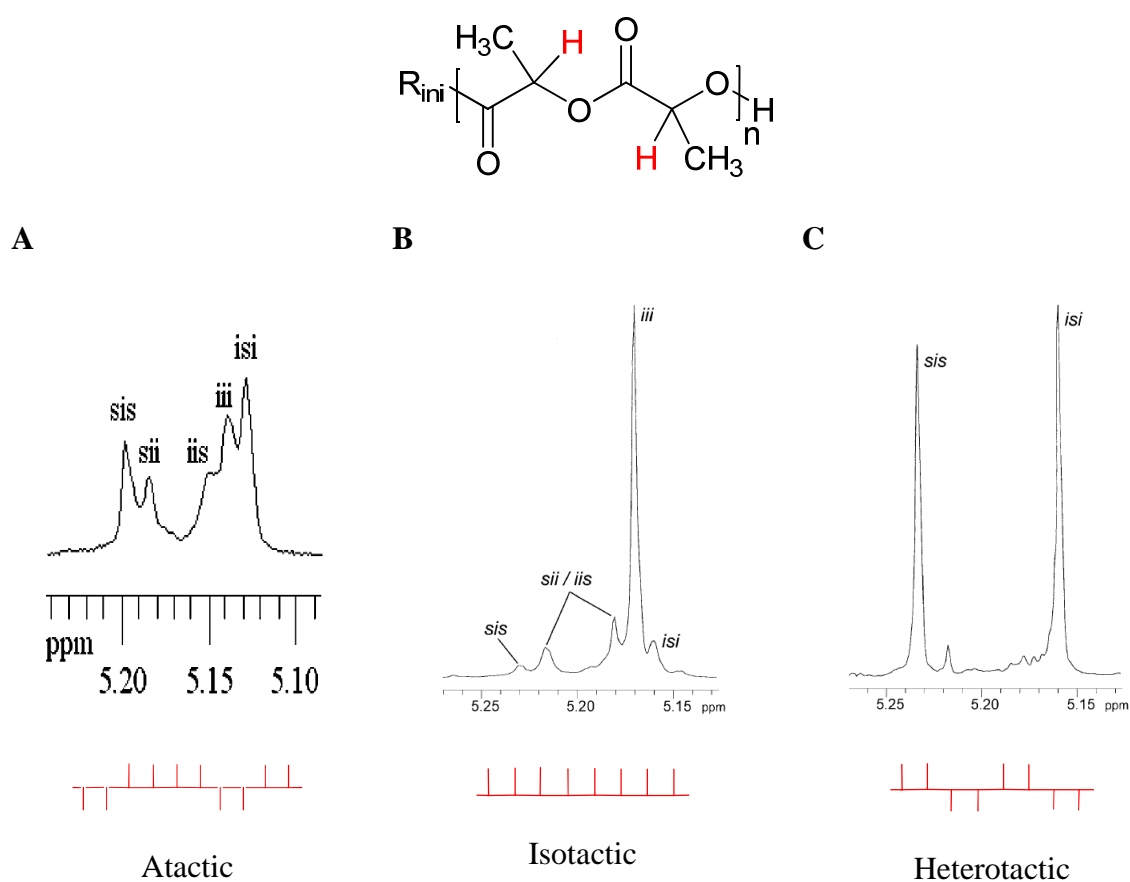 H₃C H O
R_ini [ O O ]n H
O H CH₃
A B C
sis sii iis iii isi
ppm
5.20 5.15 5.10
iii
sii / iis
sis isi
5.25 5.20 5.15 ppm
isi
sis
5.25 5.20 5.15 ppm
Atactic Isotactic Heterotactic